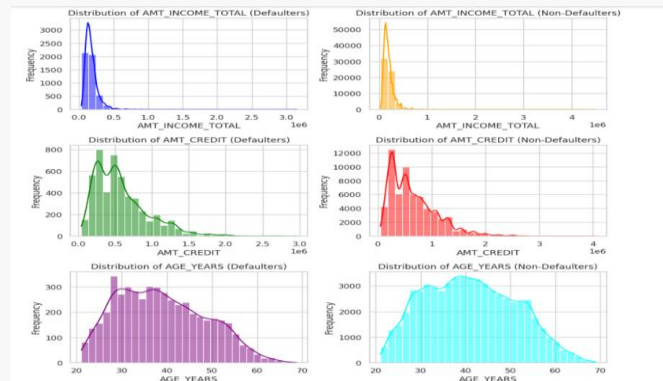 Distribution of AMT_INCOME_TOTAL (Defaulters)
Frequency
3000
2500
2000
1500
1000
500
0
0.0 0.5 1.0 1.5 2.0 2.5 3.0
1e6
AMT_INCOME_TOTAL
Distribution of AMT_INCOME_TOTAL (Non-Defaulters)
Frequency
50000
40000
30000
20000
10000
0
0 1 2 3 4
1e6
AMT_INCOME_TOTAL
Distribution of AMT_CREDIT (Defaulters)
Frequency
800
600
400
200
0
0.0 0.5 1.0 1.5 2.0 2.5 3.0
1e6
AMT_CREDIT
Distribution of AMT_CREDIT (Non-Defaulters)
Frequency
12000
10000
8000
6000
4000
2000
0
0 1 2 3 4
1e6
AMT_CREDIT
Distribution of AGE_YEARS (Defaulters)
Frequency
300
200
100
0
20 30 40 50 60 70
AGE_YEARS
Distribution of AGE_YEARS (Non-Defaulters)
Frequency
3000
2000
1000
0
20 30 40 50 60 70
AGE_YEARS